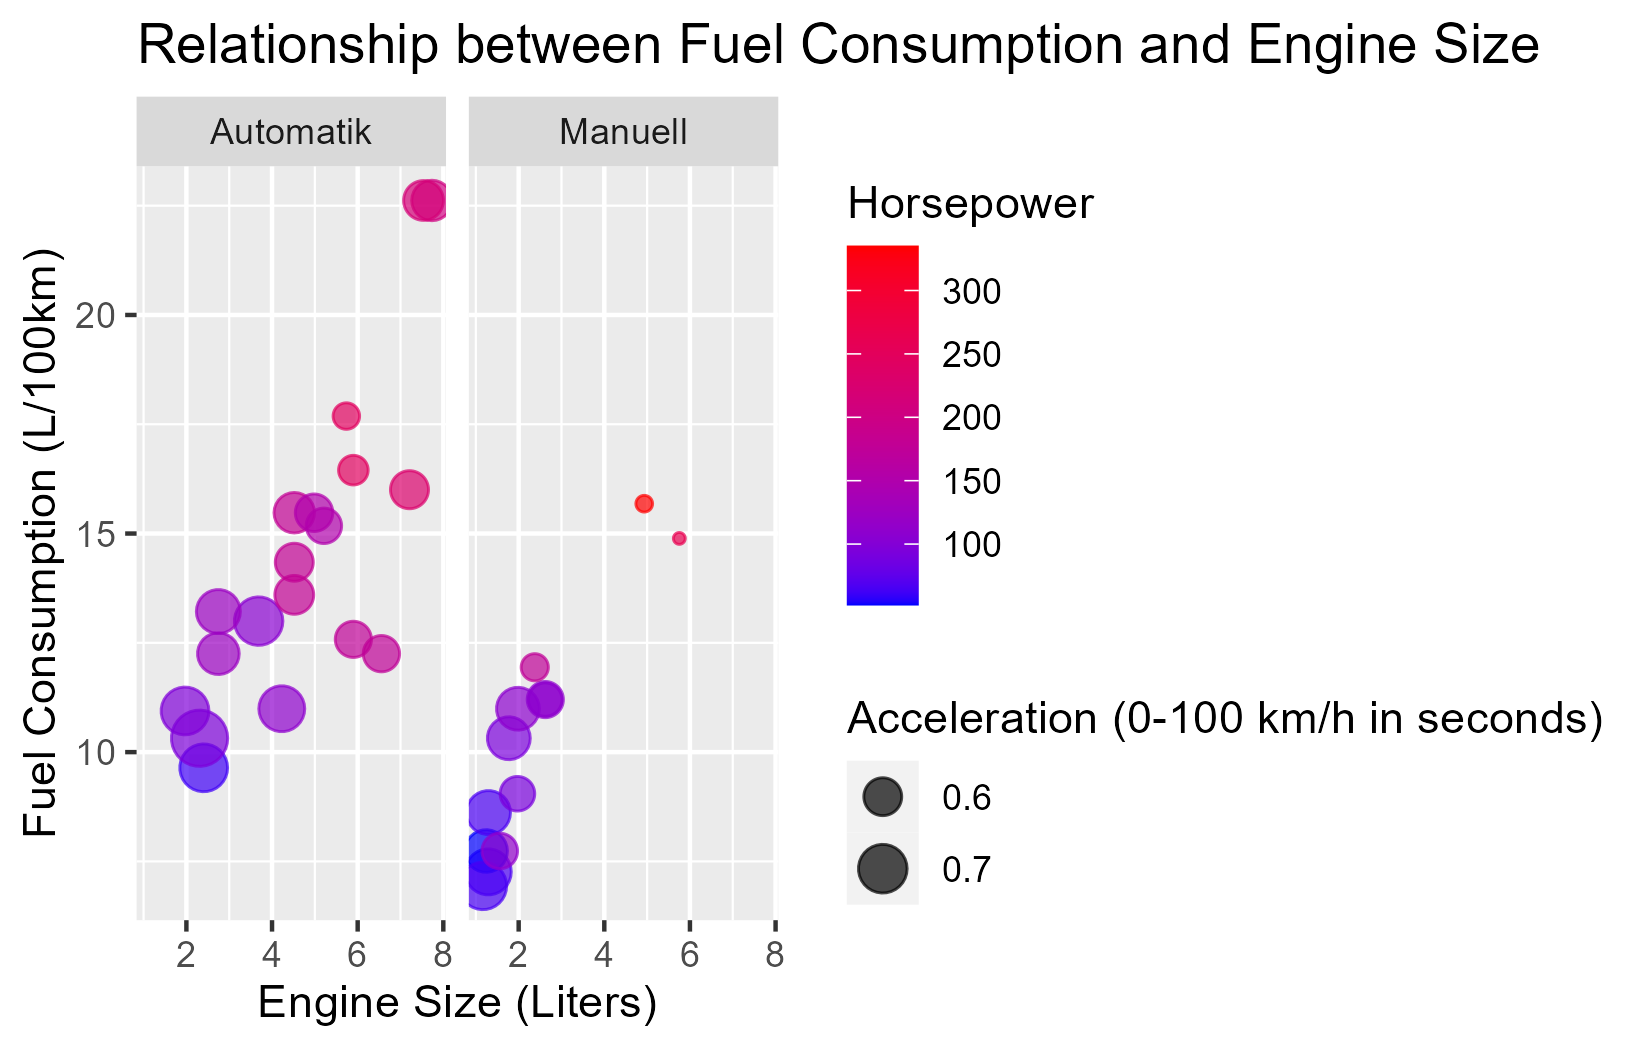 Relationship between Fuel Consumption and Engine Size
Automatik
Manuell
Fuel Consumption (L/100km)
20
15
10
2
4
6
8
2
4
6
8
Engine Size (Liters)
Horsepower
300
250
200
150
100
Acceleration (0-100 km/h in seconds)
0.6
0.7